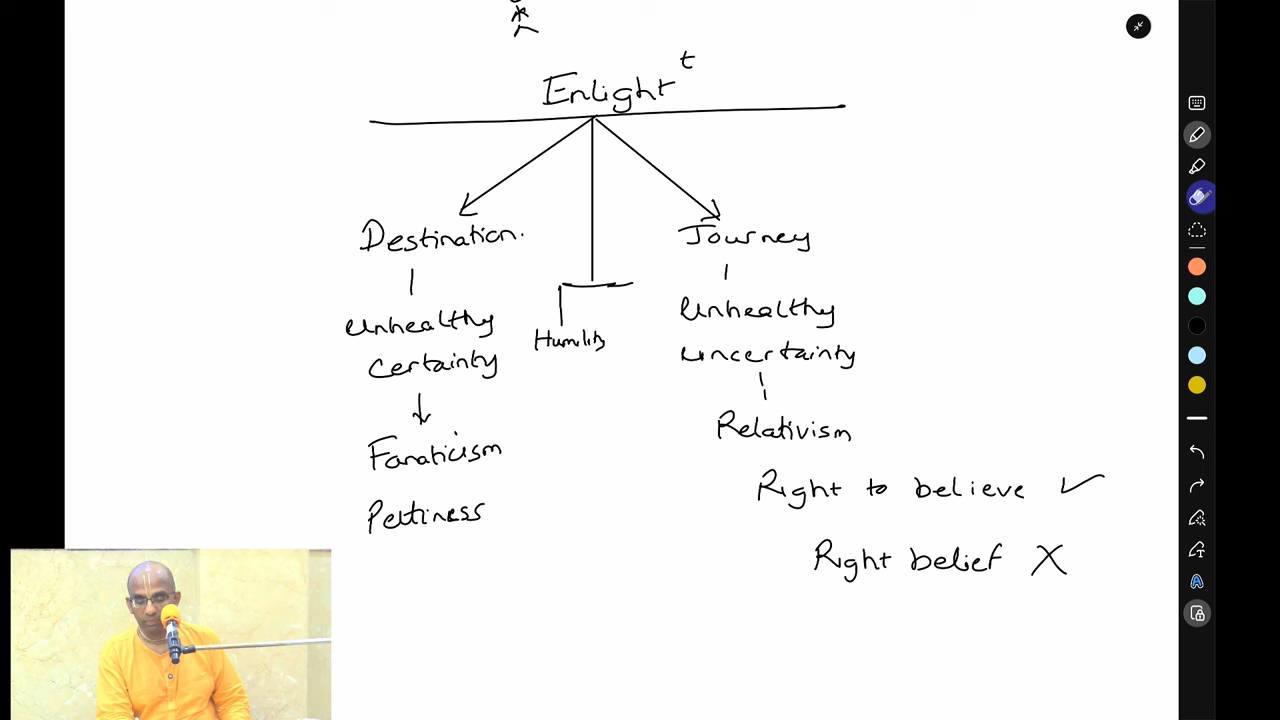 Enlight t
Destination.
Unhealthy
Certainty
Fanaticism
Pettiness
Humility
Journey
Unhealthy
uncertainty
Relativism
Right to believe ✓
Right belief X